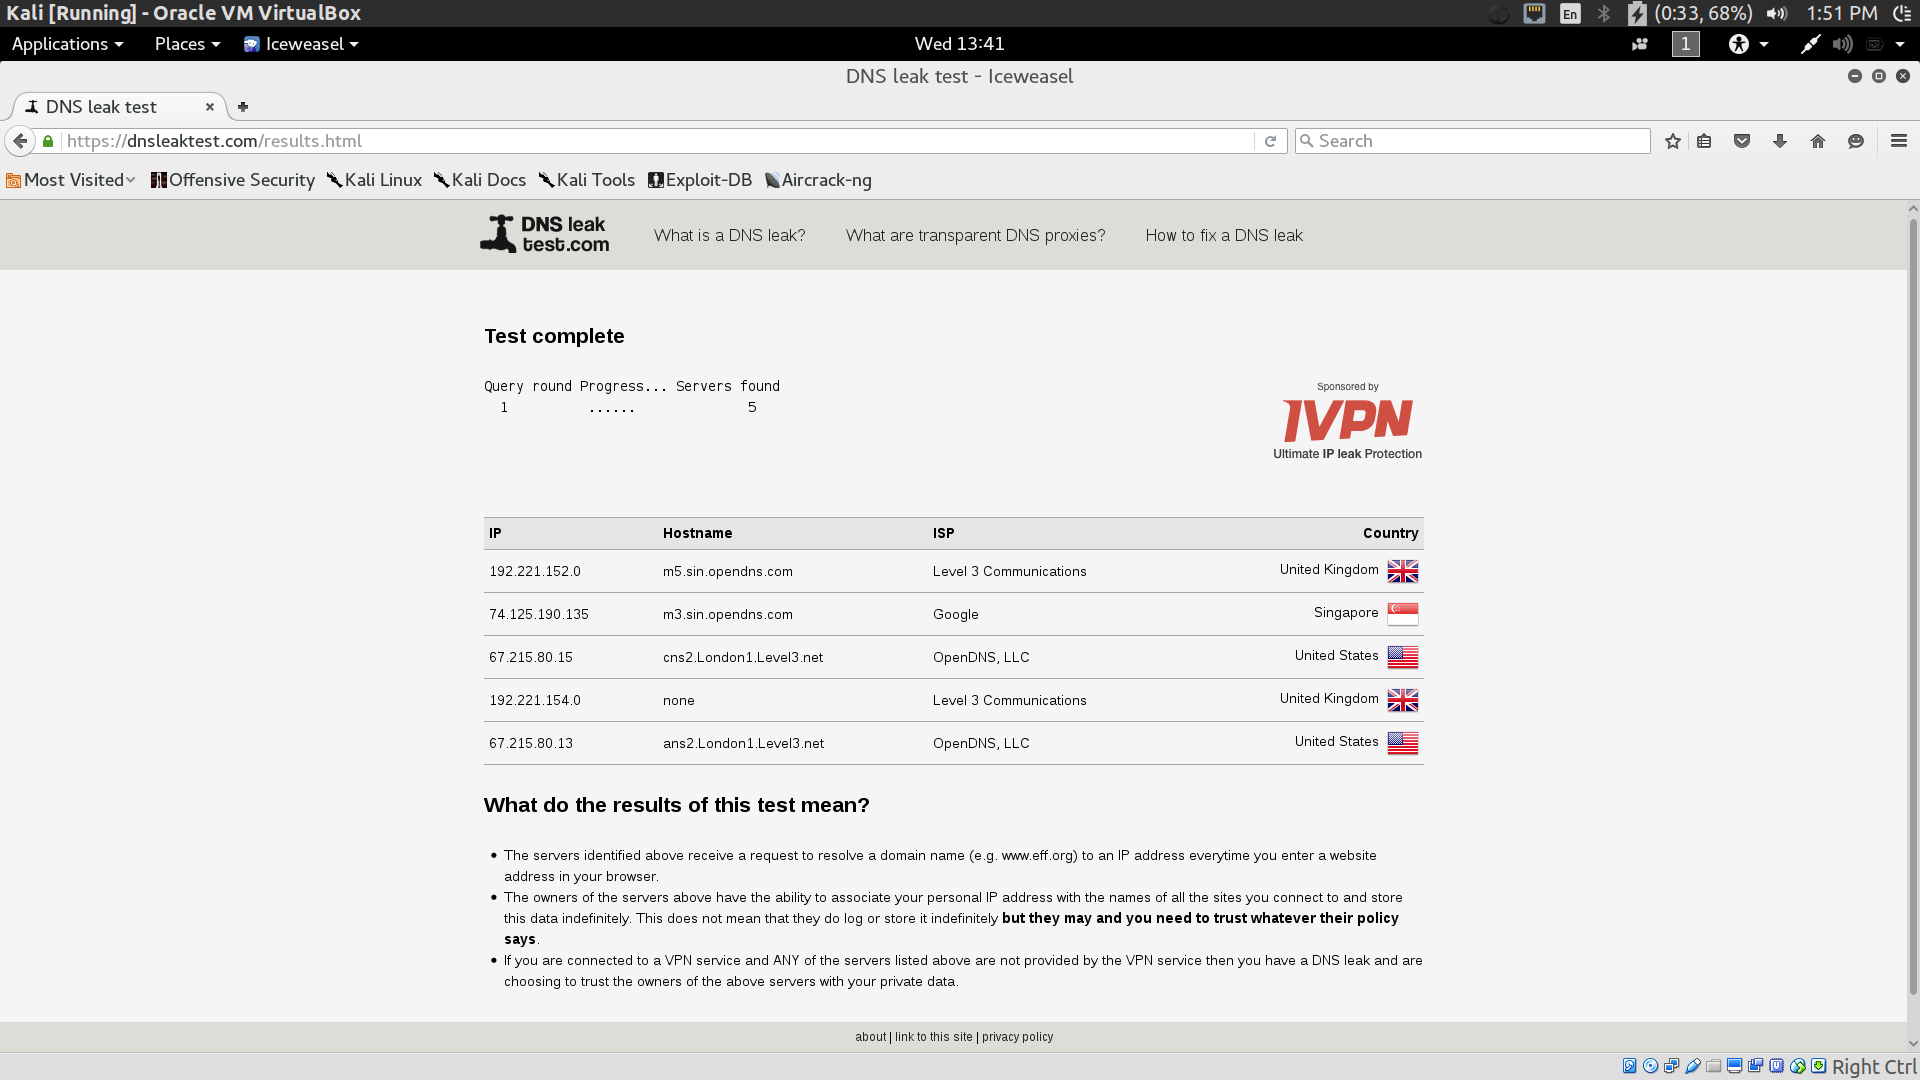 Kali [Running] - Oracle VM VirtualBox
En
(0:33, 68%)
1:51 PM
Applications
Places
Iceweasel
Wed 13:41
1
DNS leak test - Iceweasel
DNS leak test
https://dnsleaktest.com/results.html
Search
Most Visited
Offensive Security
Kali Linux
Kali Docs
Kali Tools
Exploit-DB
Aircrack-ng
DNS leak
test.com
What is a DNS leak?
What are transparent DNS proxies?
How to fix a DNS leak
Test complete
Query round Progress... Servers found
1 ...... 5
Sponsored by
IVPN
Ultimate IP leak Protection
IP Hostname ISP Country
192.221.152.0 m5.sin.opendns.com Level 3 Communications United Kingdom
74.125.190.135 m3.sin.opendns.com Google Singapore
67.215.80.15 cns2.London1.Level3.net OpenDNS, LLC United States
192.221.154.0 none Level 3 Communications United Kingdom
67.215.80.13 ans2.London1.Level3.net OpenDNS, LLC United States
What do the results of this test mean?
• The servers identified above receive a request to resolve a domain name (e.g. www.eff.org) to an IP address everytime you enter a website
address in your browser.
• The owners of the servers above have the ability to associate your personal IP address with the names of all the sites you connect to and store
this data indefinitely. This does not mean that they do log or store it indefinitely but they may and you need to trust whatever their policy
says.
• If you are connected to a VPN service and ANY of the servers listed above are not provided by the VPN service then you have a DNS leak and are
choosing to trust the owners of the above servers with your private data.
about | link to this site | privacy policy
Right Ctrl